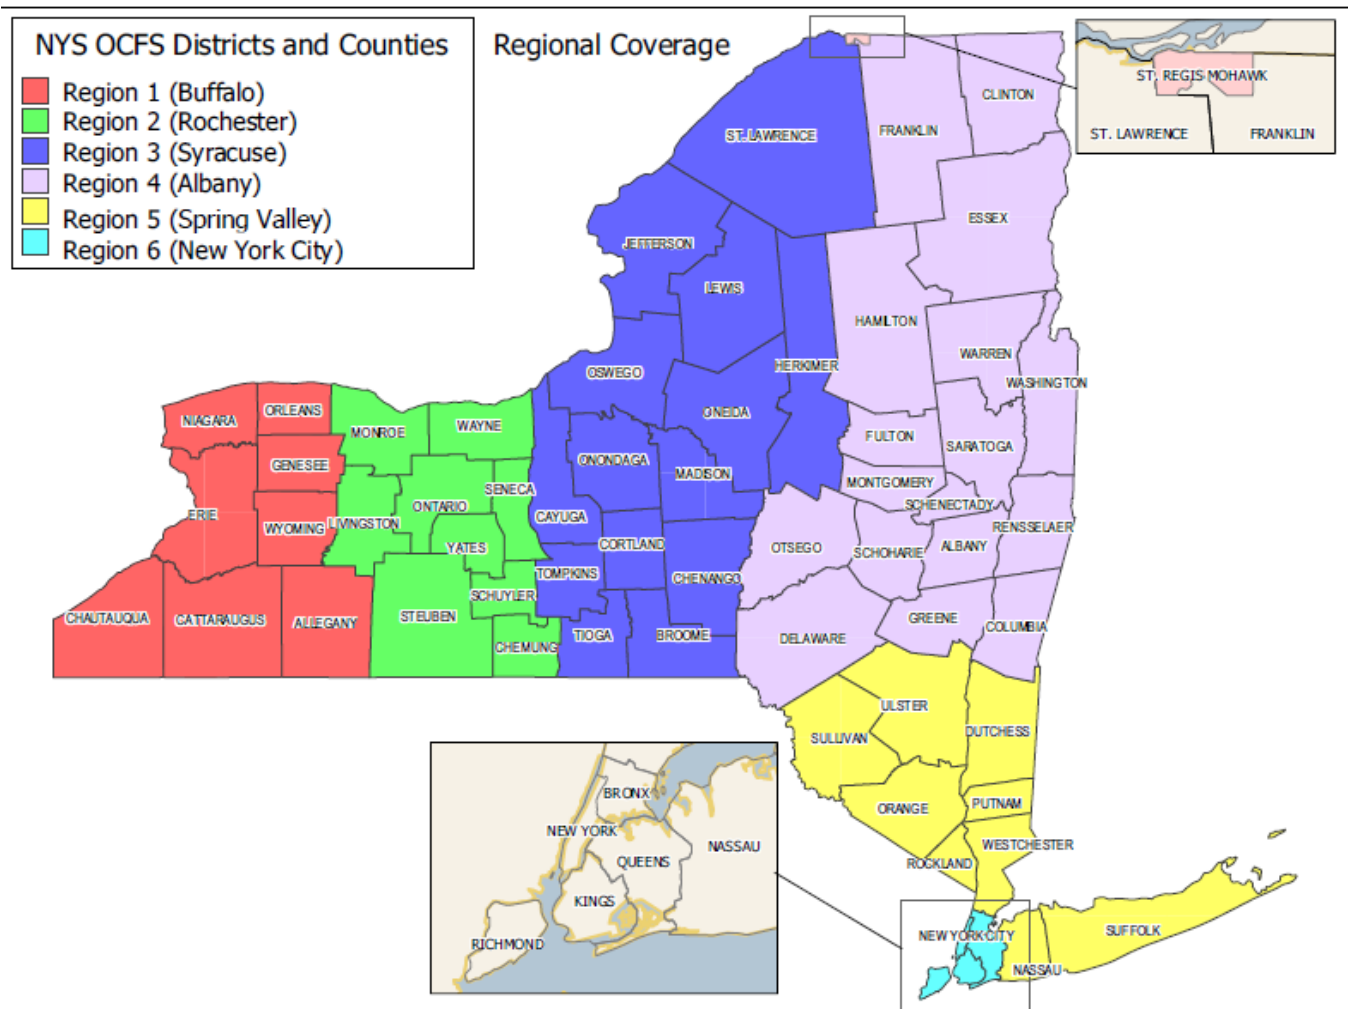 NYS OCFS Districts and Counties
Region 1 (Buffalo)
Region 2 (Rochester)
Region 3 (Syracuse)
Region 4 (Albany)
Region 5 (Spring Valley)
Region 6 (New York City)
Regional Coverage
ST. REGIS MOHAWK
ST. LAWRENCE
FRANKLIN
CLINTON
FRANKLIN
ST. LAWRENCE
ESSEX
JEFFERSON
LEWIS
HAMILTON
WARREN
HERKIMER
OSWEGO
WASHINGTON
ONEIDA
ORLEANS
NIAGARA
MONROE
WAYNE
FULTON
SARATOGA
ONONDAGA
GENESEE
MADISON
MONTGOMERY
SENECA
ONTARIO
SCHENECTADY
ERIE
CAYUGA
WYOMING
LIVINGSTON
RENSSELAER
CORTLAND
YATES
OTSEGO
SCHOHARIE
ALBANY
TOMPKINS
CHENANGO
SCHUYLER
CHAUTAUQUA
CATTARAUGUS
ALLEGANY
STEUBEN
GREENE
COLUMBIA
TIOGA
BROOME
DELAWARE
CHEMUNG
ULSTER
SULLIVAN
DUTCHESS
ORANGE
PUTNAM
WESTCHESTER
ROCKLAND
NEW YORK CITY
SUFFOLK
NASSAU
BRONX
NEW YORK
NASSAU
QUEENS
KINGS
RICHMOND